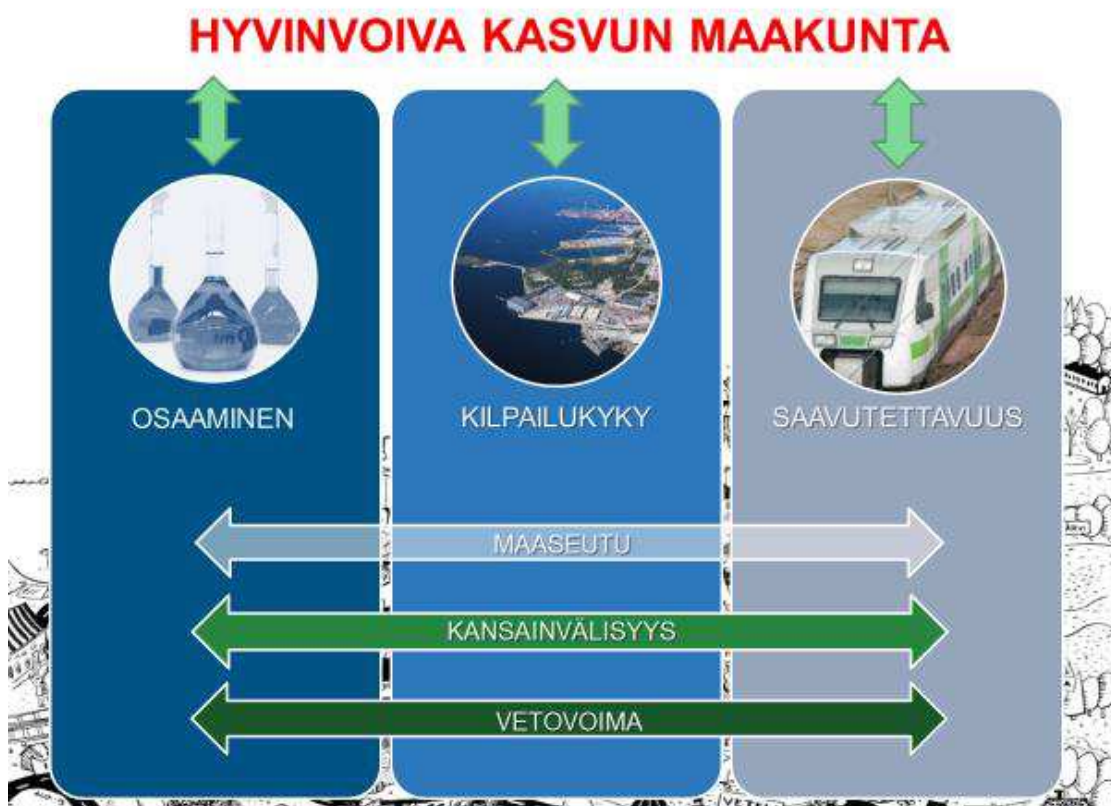 HYVINVOIVA KASVUN MAAKUNTA
OSAAMINEN
KILPAILUKYKY
SAAVUTETTAVUUS
MAASEUTU
KANSAINVÄLISYYS
VETOVOIMA